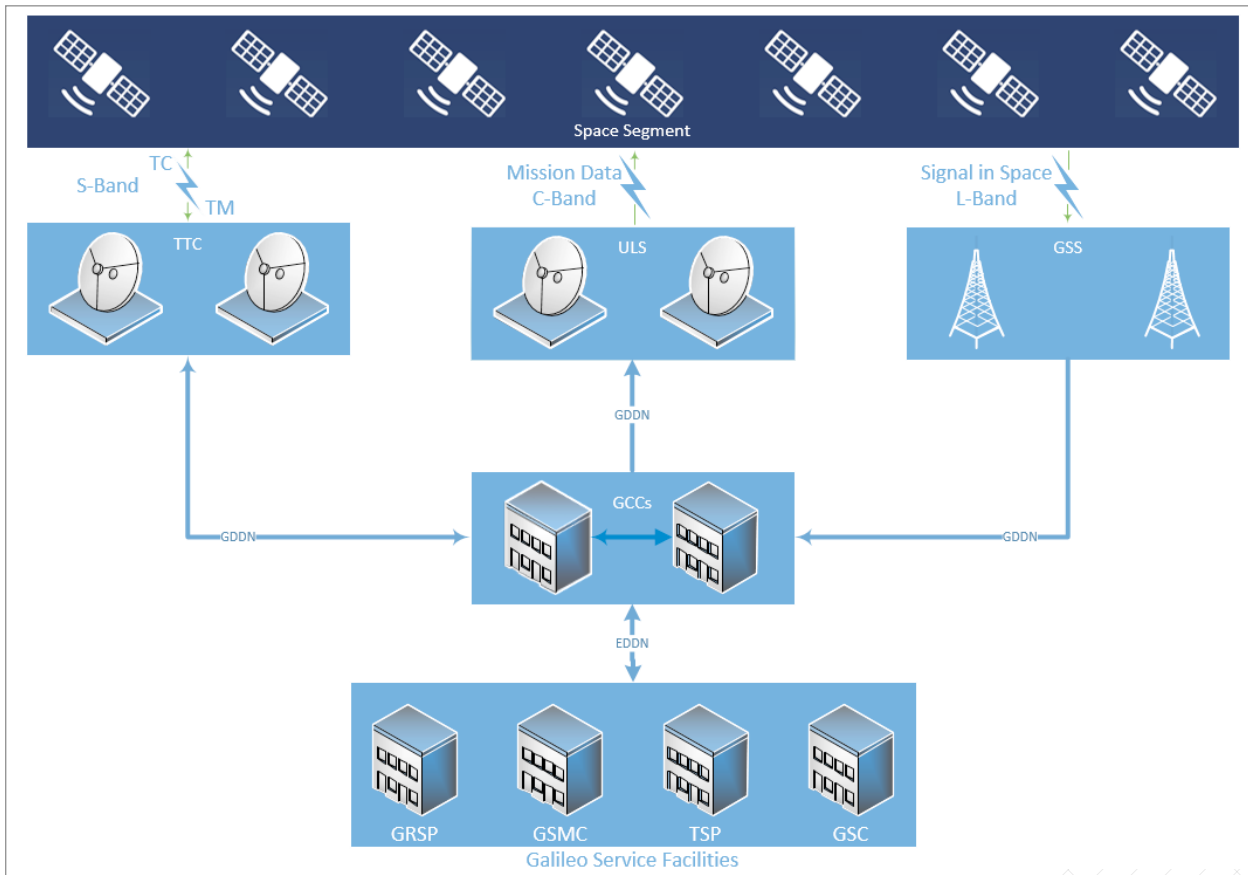 Space Segment
TC
S-Band
TM
Mission Data
C-Band
Signal in Space
L-Band
TTC
ULS
GSS
GDDN
GCCs
GDDN
GDDN
EDDN
GRSP
GSMC
TSP
GSC
Galileo Service Facilities